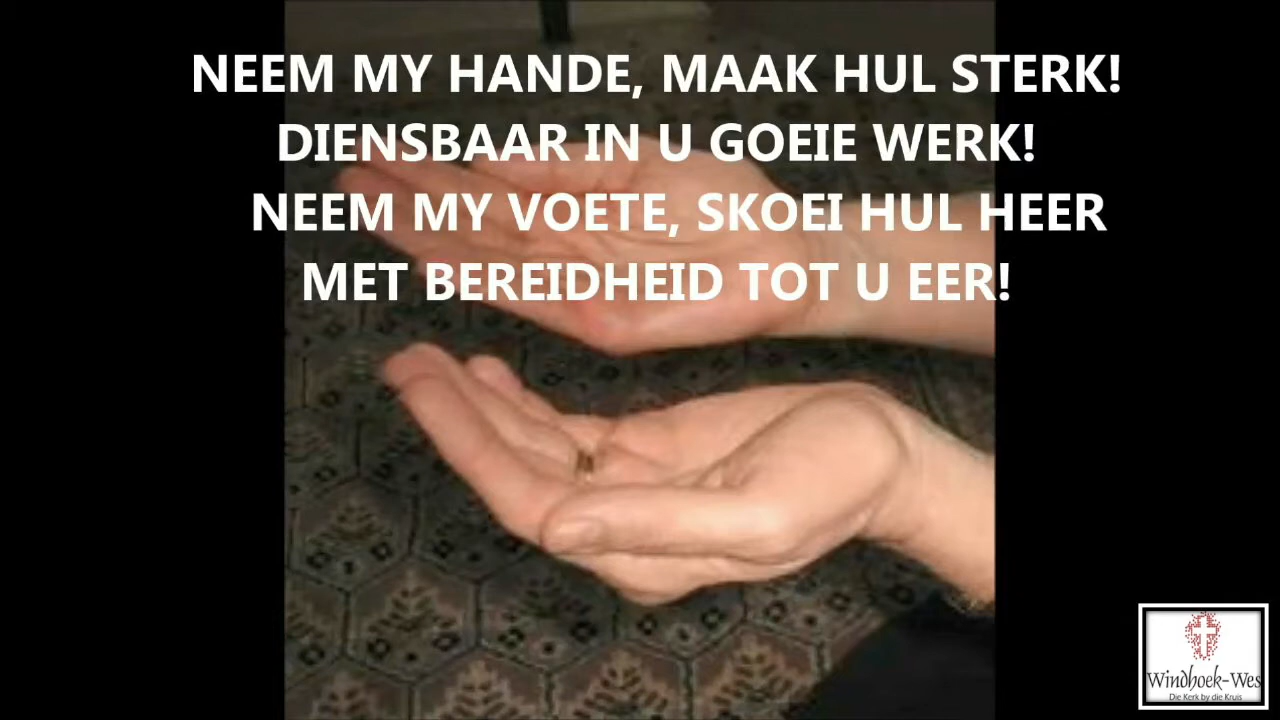 NEEM MY HANDE, MAAK HUL STERK!
DIENSBAAR IN U GOEIE WERK!
NEEM MY VOETE, SKOEI HUL HEER
MET BEREIDHEID TOT U EER!
Windhoek-Wes
Die Kerk by die Kruis